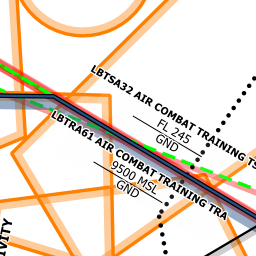 LBTSA32 AIR COMBAT TRAINING TS
FL 245
GND
LBTRA61 AIR COMBAT TRAINING TRA
9500 MSL
GND
IVITY